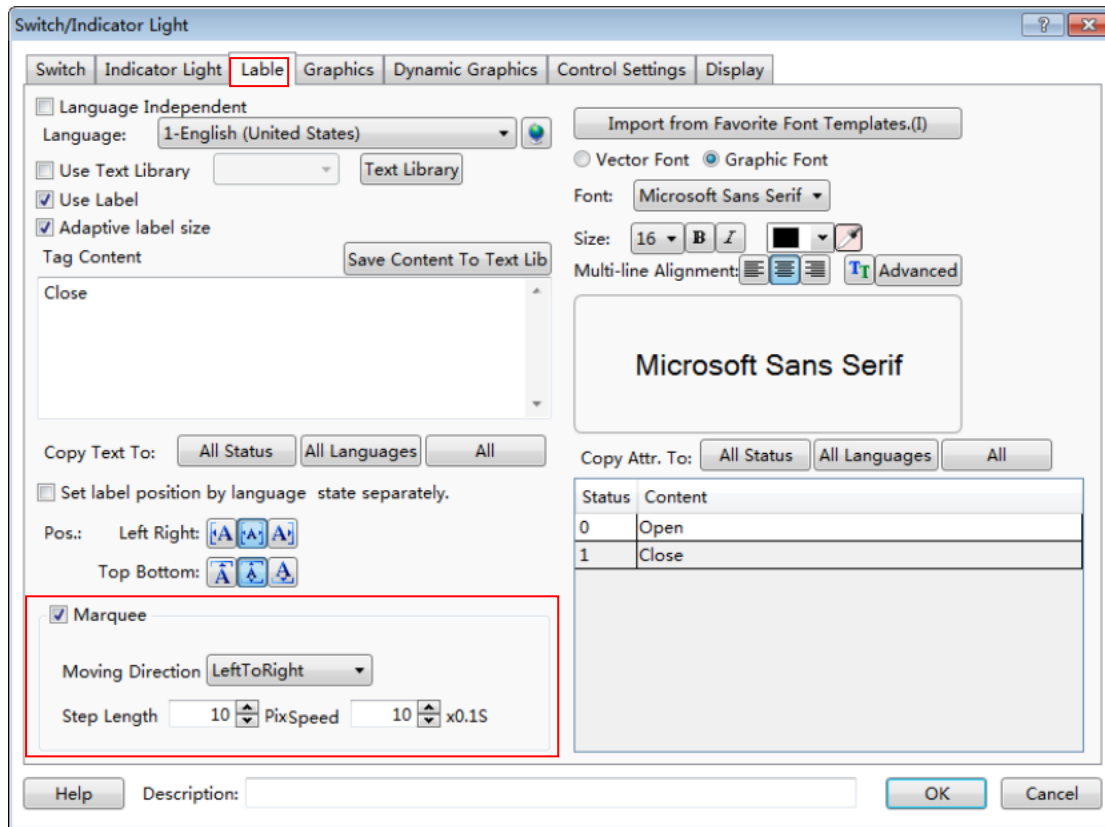 Switch/Indicator Light
Switch Indicator Light Lable Graphics Dynamic Graphics Control Settings Display
Language Independent
Language: 1-English (United States)
Use Text Library Text Library
Use Label
Adaptive label size
Tag Content Save Content To Text Lib
Close
Copy Text To: All Status All Languages All
Set label position by language state separately.
Pos.: Left Right: A A A
Top Bottom: A A A
Marquee
Moving Direction LeftToRight
Step Length 10 Pix Speed 10 x0.1S
Import from Favorite Font Templates.(I)
Vector Font Graphic Font
Font: Microsoft Sans Serif
Size: 16 B I
Multi-line Alignment: TT Advanced
Microsoft Sans Serif
Copy Attr. To: All Status All Languages All
Status Content
0 Open
1 Close
Help Description: OK Cancel